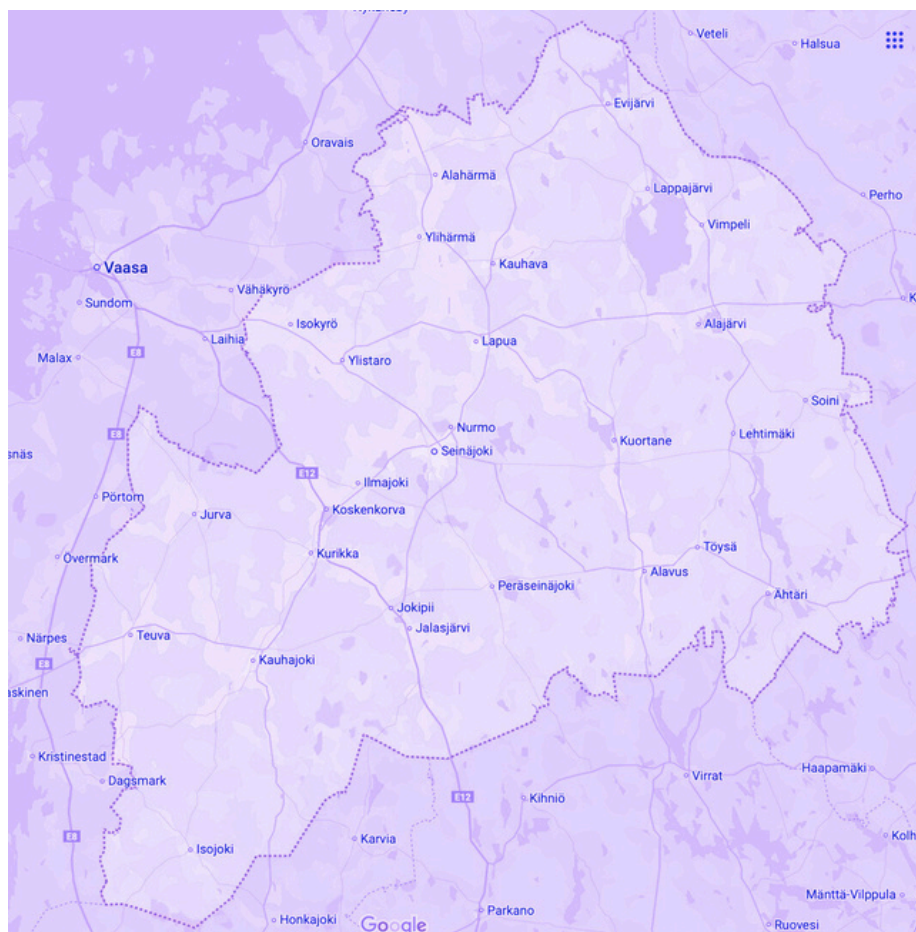 Veteli
Halsua
Evijärvi
Oravais
Alahärmä
Lappajärvi
Perho
Vimpeli
Ylihärmä
Kauhava
Vaasa
Vähäkyrö
Sundom
Isokyrö
Alajärvi
Laihia
Lapua
E8
Malax
Ylistaro
Soini
Nurmo
E8
Lehtimäki
Kuortane
Seinäjoki
E12
Ilmajoki
Pörtom
Koskenkorva
Jurva
Töysä
Kurikka
Övermark
Alavus
Peräseinäjoki
Ähtäri
Jokipii
Jalasjärvi
Teuva
Närpes
Kauhajoki
E8
Kristinestad
Haapamäki
Virrat
Dagsmark
E12
Kihniö
E8
Karvia
Isojoki
Mänttä-Vilppula
Parkano
Honkajoki
Google
Ruovesi